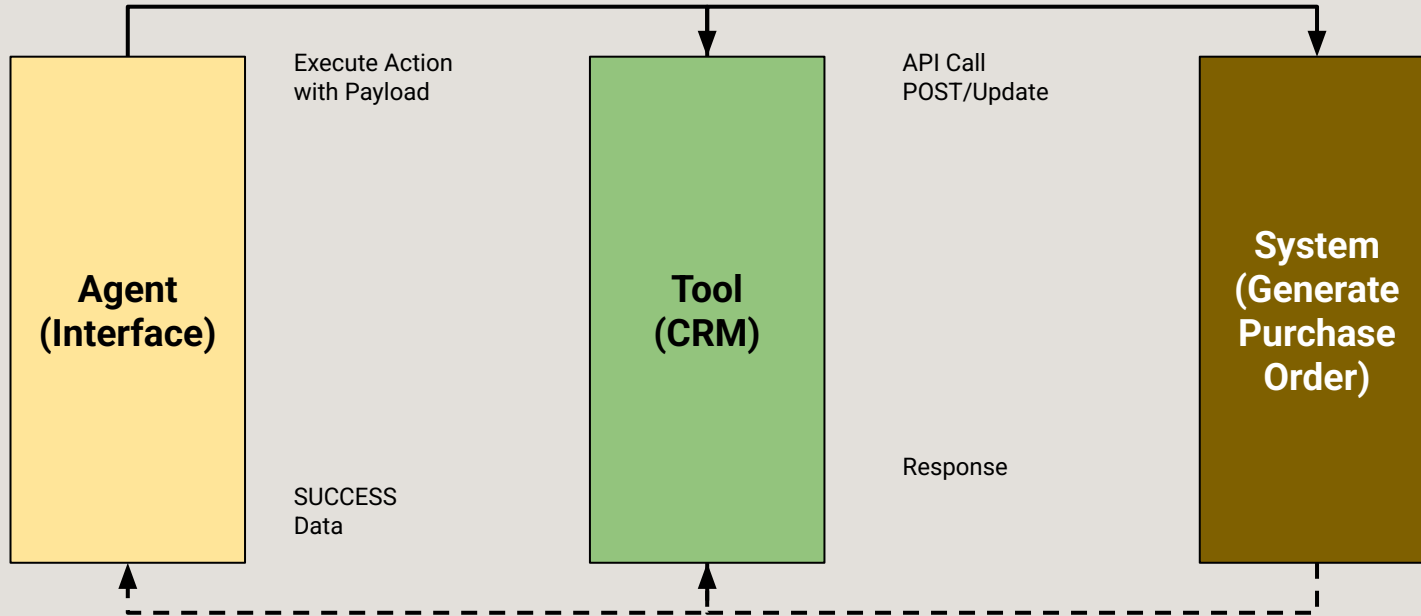 Execute Action
with Payload
API Call
POST/Update
Agent
(Interface)
Tool
(CRM)
System
(Generate
Purchase
Order)
SUCCESS
Data
Response